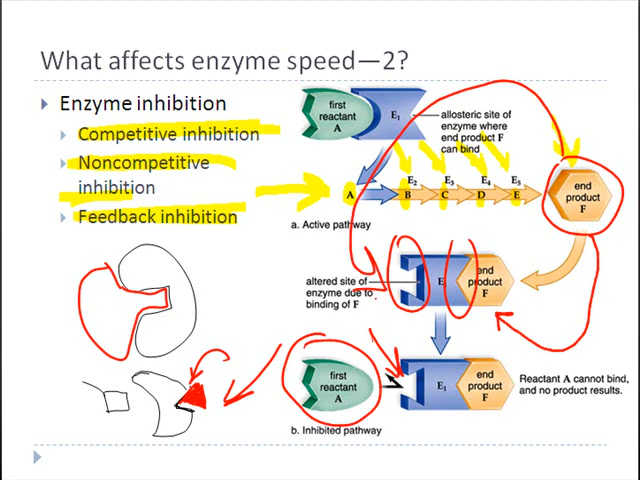 What affects enzyme speed—2?
Enzyme inhibition
Competitive inhibition
Noncompetitive
inhibition
Feedback inhibition
first
reactant
A
E1
allosteric site of
enzyme where
end product F
can bind
E2 E3 E4 E5
A B C D E
end
product
F
a. Active pathway
altered site of
enzyme due to
binding of F
E
end
product
F
first
reactant
A
E1
end
product
F
Reactant A cannot bind,
and no product results.
b. Inhibited pathway